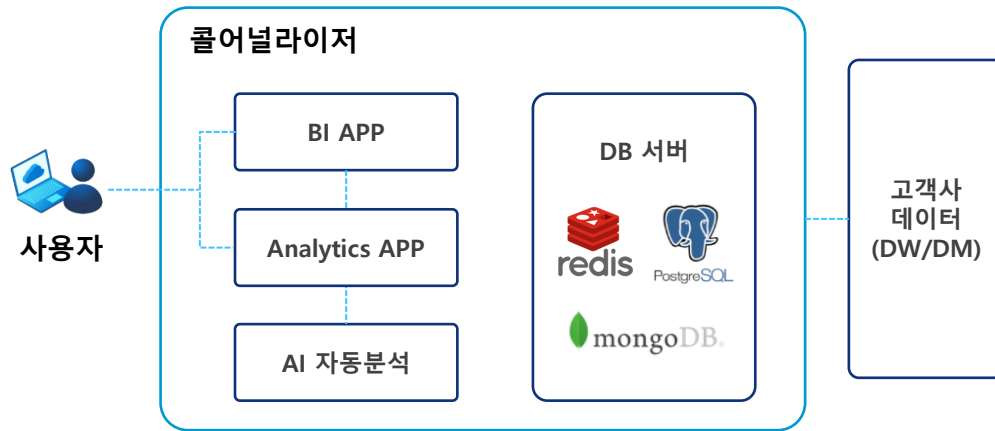 콜어널라이저
BI APP
Analytics APP
AI 자동분석
DB 서버
redis
PostgreSQL
mongoDB.
사용자
고객사
데이터
(DW/DM)